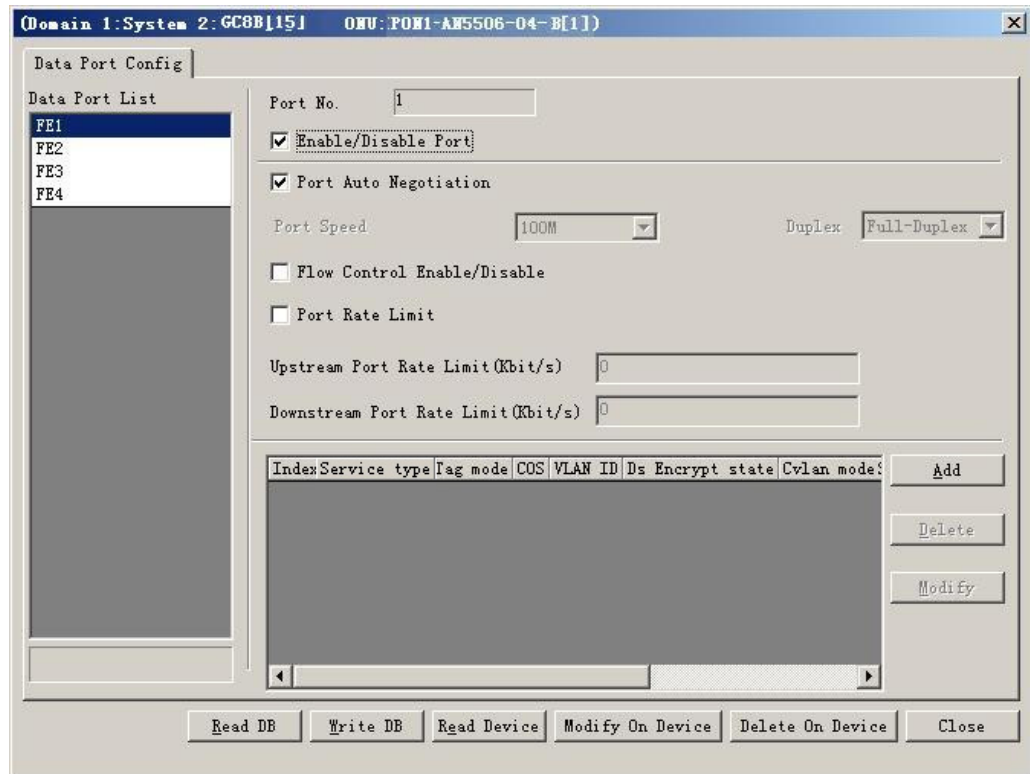 (Domain 1:System 2:GC8B[15] ONU:PON1-AN5506-04-B[1])
Data Port Config
Data Port List
FE1
FE2
FE3
FE4
Port No. 1
Enable/Disable Port
Port Auto Negotiation
Port Speed 100M Duplex Full-Duplex
Flow Control Enable/Disable
Port Rate Limit
Upstream Port Rate Limit(Kbit/s) 0
Downstream Port Rate Limit(Kbit/s) 0
Index Service type Tag mode COS VLAN ID Ds Encrypt state Cvlan mode
Add
Delete
Modify
Read DB Write DB Read Device Modify On Device Delete On Device Close